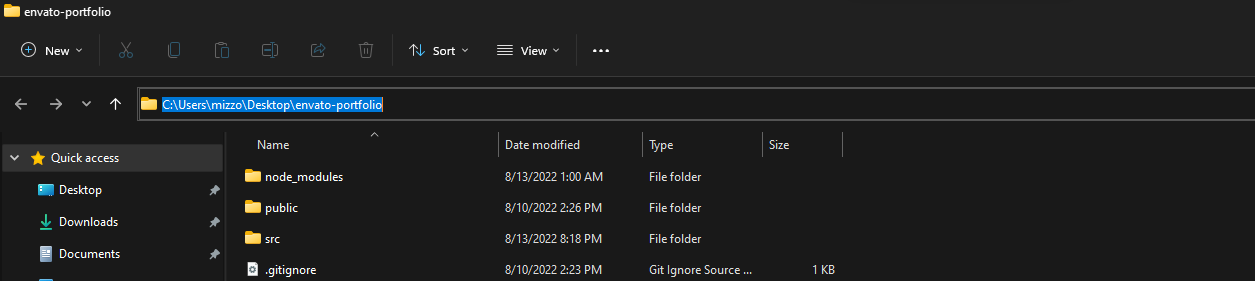 envato-portfolio
New Sort View
C:\Users\mizzo\Desktop\envato-portfolio
Name Date modified Type Size
Quick access
Desktop
Downloads
Documents
node_modules 8/13/2022 1:00 AM File folder
public 8/10/2022 2:26 PM File folder
src 8/13/2022 8:18 PM File folder
.gitignore 8/10/2022 2:23 PM Git Ignore Source ... 1 KB